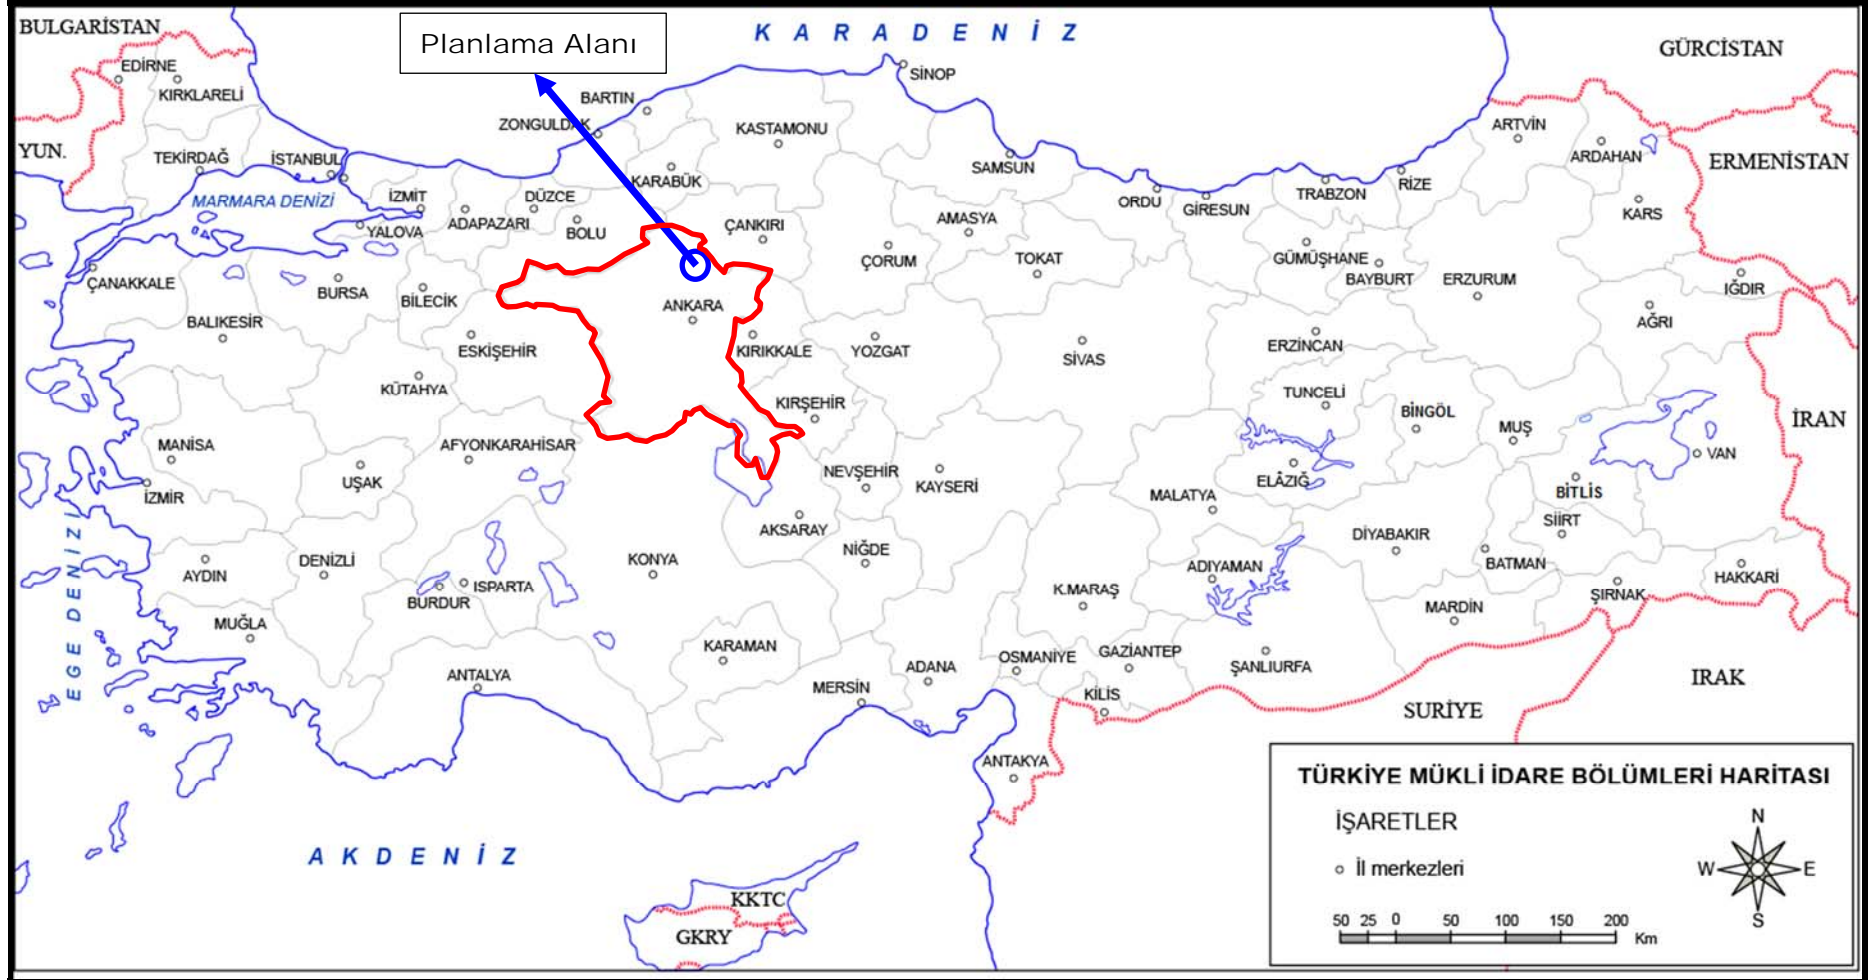 BULGARİSTAN
Planlama Alanı
K A R A D E N İ Z
GÜRCİSTAN
EDİRNE
SİNOP
KIRKLARELİ
BARTIN
ZONGULDAK
KASTAMONU
ARTVİN
YUN.
TEKİRDAĞ
İSTANBUL
SAMSUN
ARDAHAN
ERMENİSTAN
KARABÜK
MARMARA DENİZİ
İZMİT
DÜZCE
ORDU
GİRESUN
TRABZON
RİZE
KARS
YALOVA
ADAPAZARI
BOLU
ÇANKIRI
AMASYA
ÇANAKKALE
BURSA
BİLECİK
ÇORUM
TOKAT
GÜMÜŞHANE
BAYBURT
ERZURUM
IĞDIR
BALIKESİR
ANKARA
AĞRI
ESKİŞEHİR
KIRIKKALE
YOZGAT
SİVAS
ERZİNCAN
KÜTAHYA
KIRŞEHİR
TUNCELİ
BİNGÖL
İRAN
MANİSA
AFYONKARAHİSAR
MUŞ
VAN
UŞAK
NEVŞEHİR
KAYSERİ
ELÂZIĞ
İZMİR
MALATYA
BİTLİS
AKSARAY
SİİRT
EGE DENİZİ
AYDIN
DENİZLİ
KONYA
NİĞDE
DİYABAKIR
BATMAN
BURDUR
ISPARTA
K.MARAŞ
ADIYAMAN
MARDİN
ŞIRNAK
HAKKARİ
MUĞLA
KARAMAN
ANTALYA
MERSİN
ADANA
OSMANİYE
GAZİANTEP
ŞANLIURFA
KİLİS
SURİYE
IRAK
ANTAKYA
A K D E N İ Z
KKTC
GKRY
TÜRKİYE MÜKLİ İDARE BÖLÜMLERİ HARİTASI
İŞARETLER
İl merkezleri
N
W
E
S
50 25 0 50 100 150 200
Km